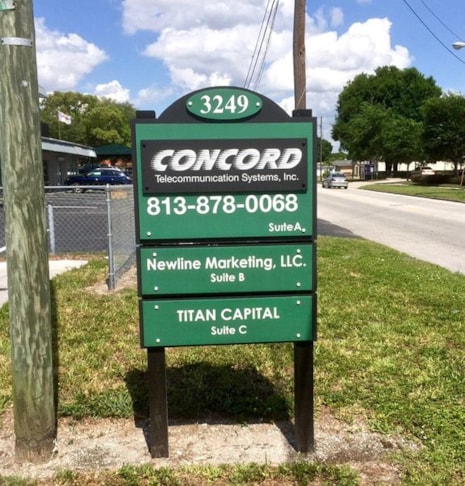 3249
CONCORD
Telecommunication Systems, Inc.
813-878-0068
Suite A.
Newline Marketing, LLC.
Suite B
TITAN CAPITAL
Suite C